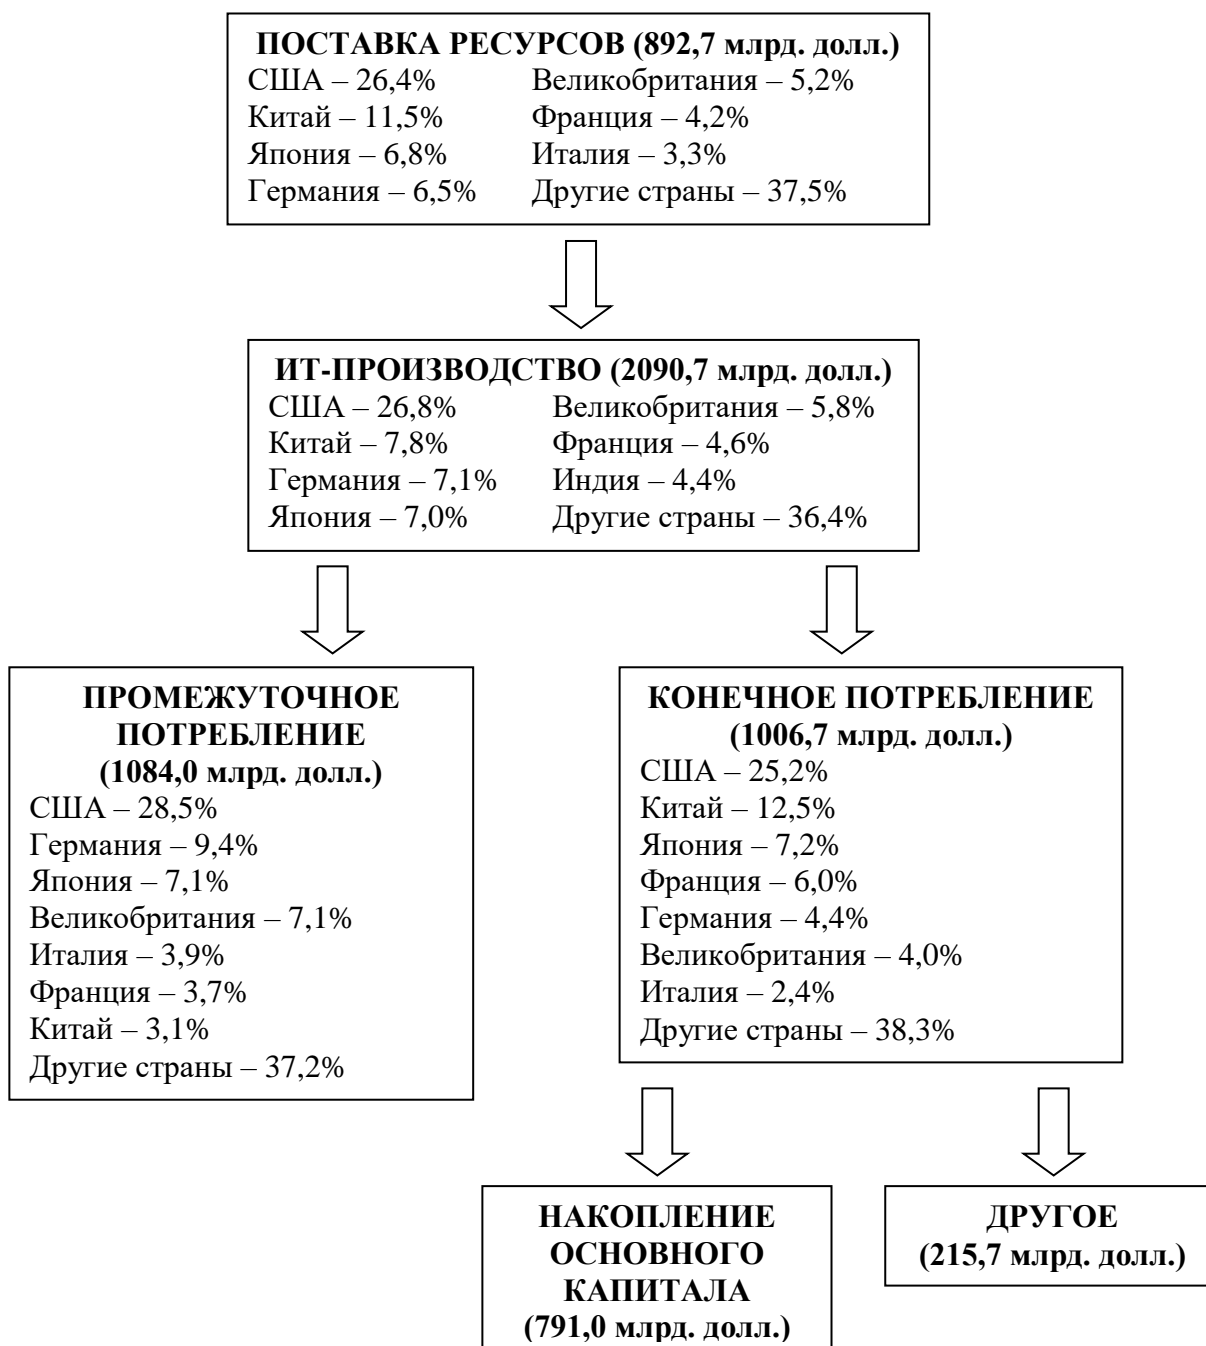 ПОСТАВКА РЕСУРСОВ (892,7 млрд. долл.)
США – 26,4% Великобритания – 5,2%
Китай – 11,5% Франция – 4,2%
Япония – 6,8% Италия – 3,3%
Германия – 6,5% Другие страны – 37,5%
ИТ-ПРОИЗВОДСТВО (2090,7 млрд. долл.)
США – 26,8% Великобритания – 5,8%
Китай – 7,8% Франция – 4,6%
Германия – 7,1% Индия – 4,4%
Япония – 7,0% Другие страны – 36,4%
ПРОМЕЖУТОЧНОЕ
ПОТРЕБЛЕНИЕ
(1084,0 млрд. долл.)
США – 28,5%
Германия – 9,4%
Япония – 7,1%
Великобритания – 7,1%
Италия – 3,9%
Франция – 3,7%
Китай – 3,1%
Другие страны – 37,2%
КОНЕЧНОЕ ПОТРЕБЛЕНИЕ
(1006,7 млрд. долл.)
США – 25,2%
Китай – 12,5%
Япония – 7,2%
Франция – 6,0%
Германия – 4,4%
Великобритания – 4,0%
Италия – 2,4%
Другие страны – 38,3%
НАКОПЛЕНИЕ
ОСНОВНОГО
КАПИТАЛА
(791,0 млрд. долл.)
ДРУГОЕ
(215,7 млрд. долл.)